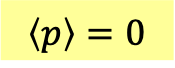 ⟨p⟩ = 0